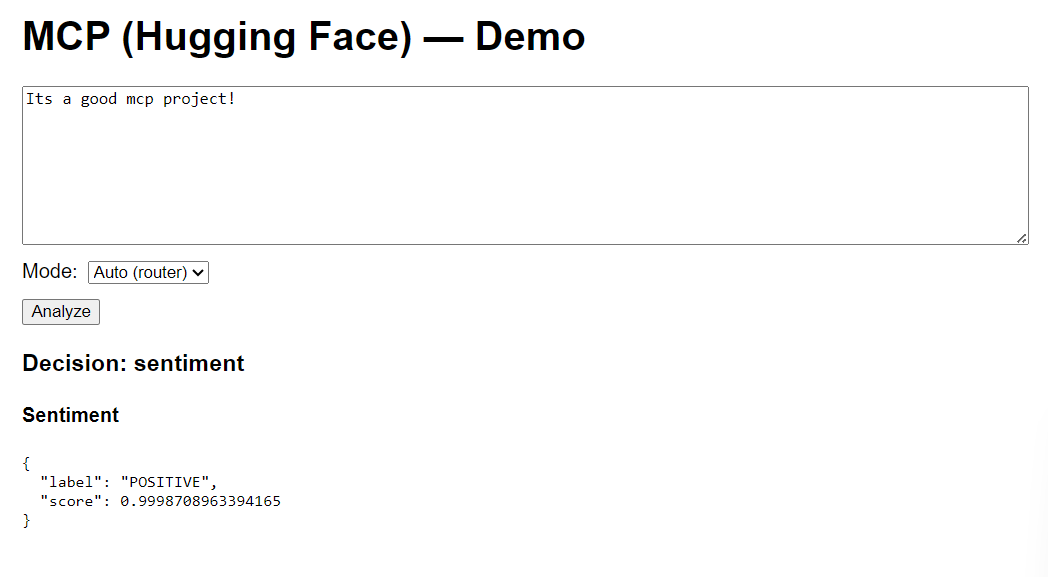 MCP (Hugging Face) — Demo
Its a good mcp project!
Mode: Auto (router)
Analyze
Decision: sentiment
Sentiment
{
  "label": "POSITIVE",
  "score": 0.9998708963394165
}